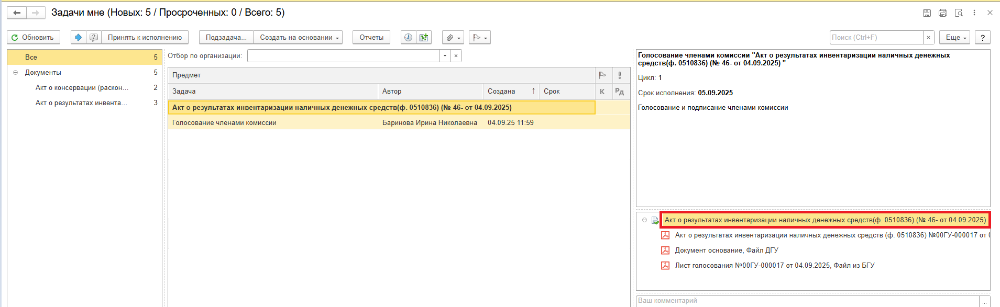 Задачи мне (Новых: 5 / Просроченных: 0 / Всего: 5)
Обновить
Принять к исполнению
Подзадача...
Создать на основании
Отчеты
Поиск (Ctrl+F)
Еще
?
Все 5
Документы 5
Акт о консервации (раскон... 2
Акт о результатах инвента... 3
Отбор по организации:
Предмет
Задача Автор Создана ↑ Срок К Рд
Акт о результатах инвентаризации наличных денежных средств(ф. 0510836) (№ 46- от 04.09.2025)
Голосование членами комиссии Баринова Ирина Николаевна 04.09.25 11:59
Голосование членами комиссии "Акт о результатах инвентаризации наличных денежных
средств(ф. 0510836) (№ 46- от 04.09.2025) "
Цикл: 1
Срок исполнения: 05.09.2025
Голосование и подписание членами комиссии
Акт о результатах инвентаризации наличных денежных средств(ф. 0510836) (№ 46- от 04.09.2025)
Акт о результатах инвентаризации наличных денежных средств (ф. 0510836) №00ГУ-000017 от
Документ основание, Файл ДГУ
Лист голосования №00ГУ-000017 от 04.09.2025, Файл из БГУ
Ваш комментарий
...